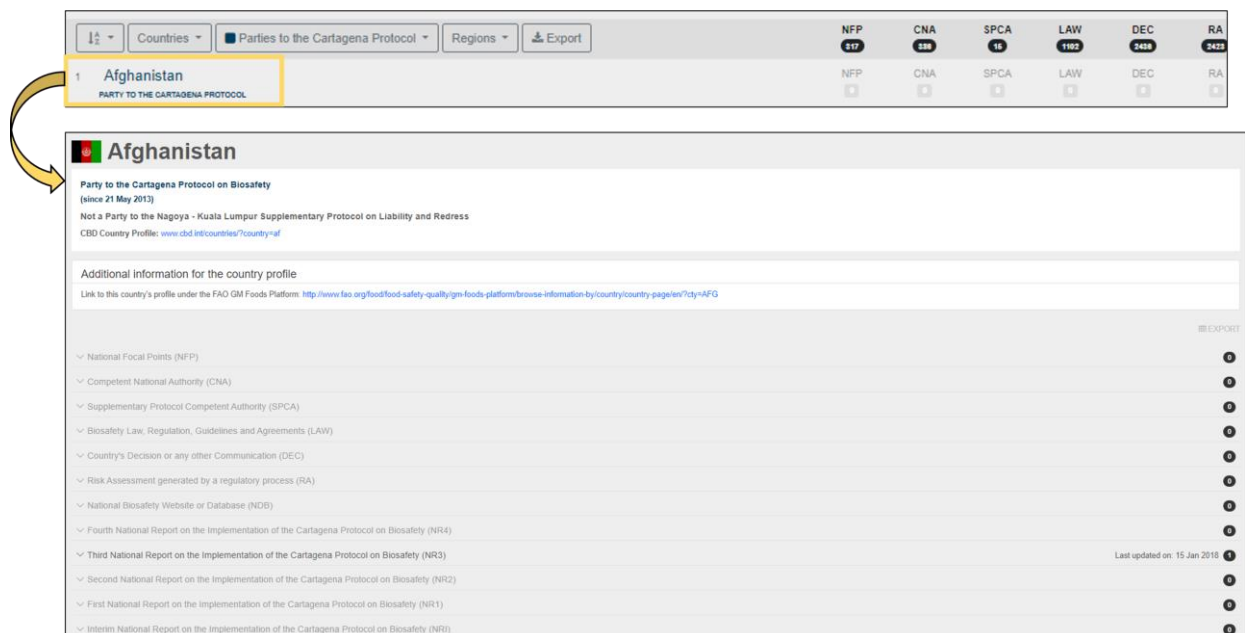 Countries
Parties to the Cartagena Protocol
Regions
Export
NFP CNA SPCA LAW DEC RA
317 15 1102 2423
1 Afghanistan
NFP CNA SPCA LAW DEC RA
PARTY TO THE CARTAGENA PROTOCOL
Afghanistan
Party to the Cartagena Protocol on Biosafety
(since 21 May 2013)
Not a Party to the Nagoya - Kuala Lumpur Supplementary Protocol on Liability and Redress
CBD Country Profile: www.cbd.int/countries/?country=af
Additional information for the country profile
Link to this country's profile under the FAO GM Foods Platform: http://www.fao.org/food/food-safety-quality/gm-foods-platform/browse-information-by/country/country-page/en/?cty=AFG
EXPORT
National Focal Points (NFP) 0
Competent National Authority (CNA) 0
Supplementary Protocol Competent Authority (SPCA) 0
Biosafety Law, Regulation, Guidelines and Agreements (LAW) 0
Country's Decision or any other Communication (DEC) 0
Risk Assessment generated by a regulatory process (RA) 0
National Biosafety Website or Database (NDB) 0
Fourth National Report on the Implementation of the Cartagena Protocol on Biosafety (NR4) 0
Third National Report on the Implementation of the Cartagena Protocol on Biosafety (NR3) Last updated on: 15 Jan 2018 1
Second National Report on the Implementation of the Cartagena Protocol on Biosafety (NR2) 0
First National Report on the Implementation of the Cartagena Protocol on Biosafety (NR1) 0
Interim National Report on the Implementation of the Cartagena Protocol on Biosafety (NRI) 0